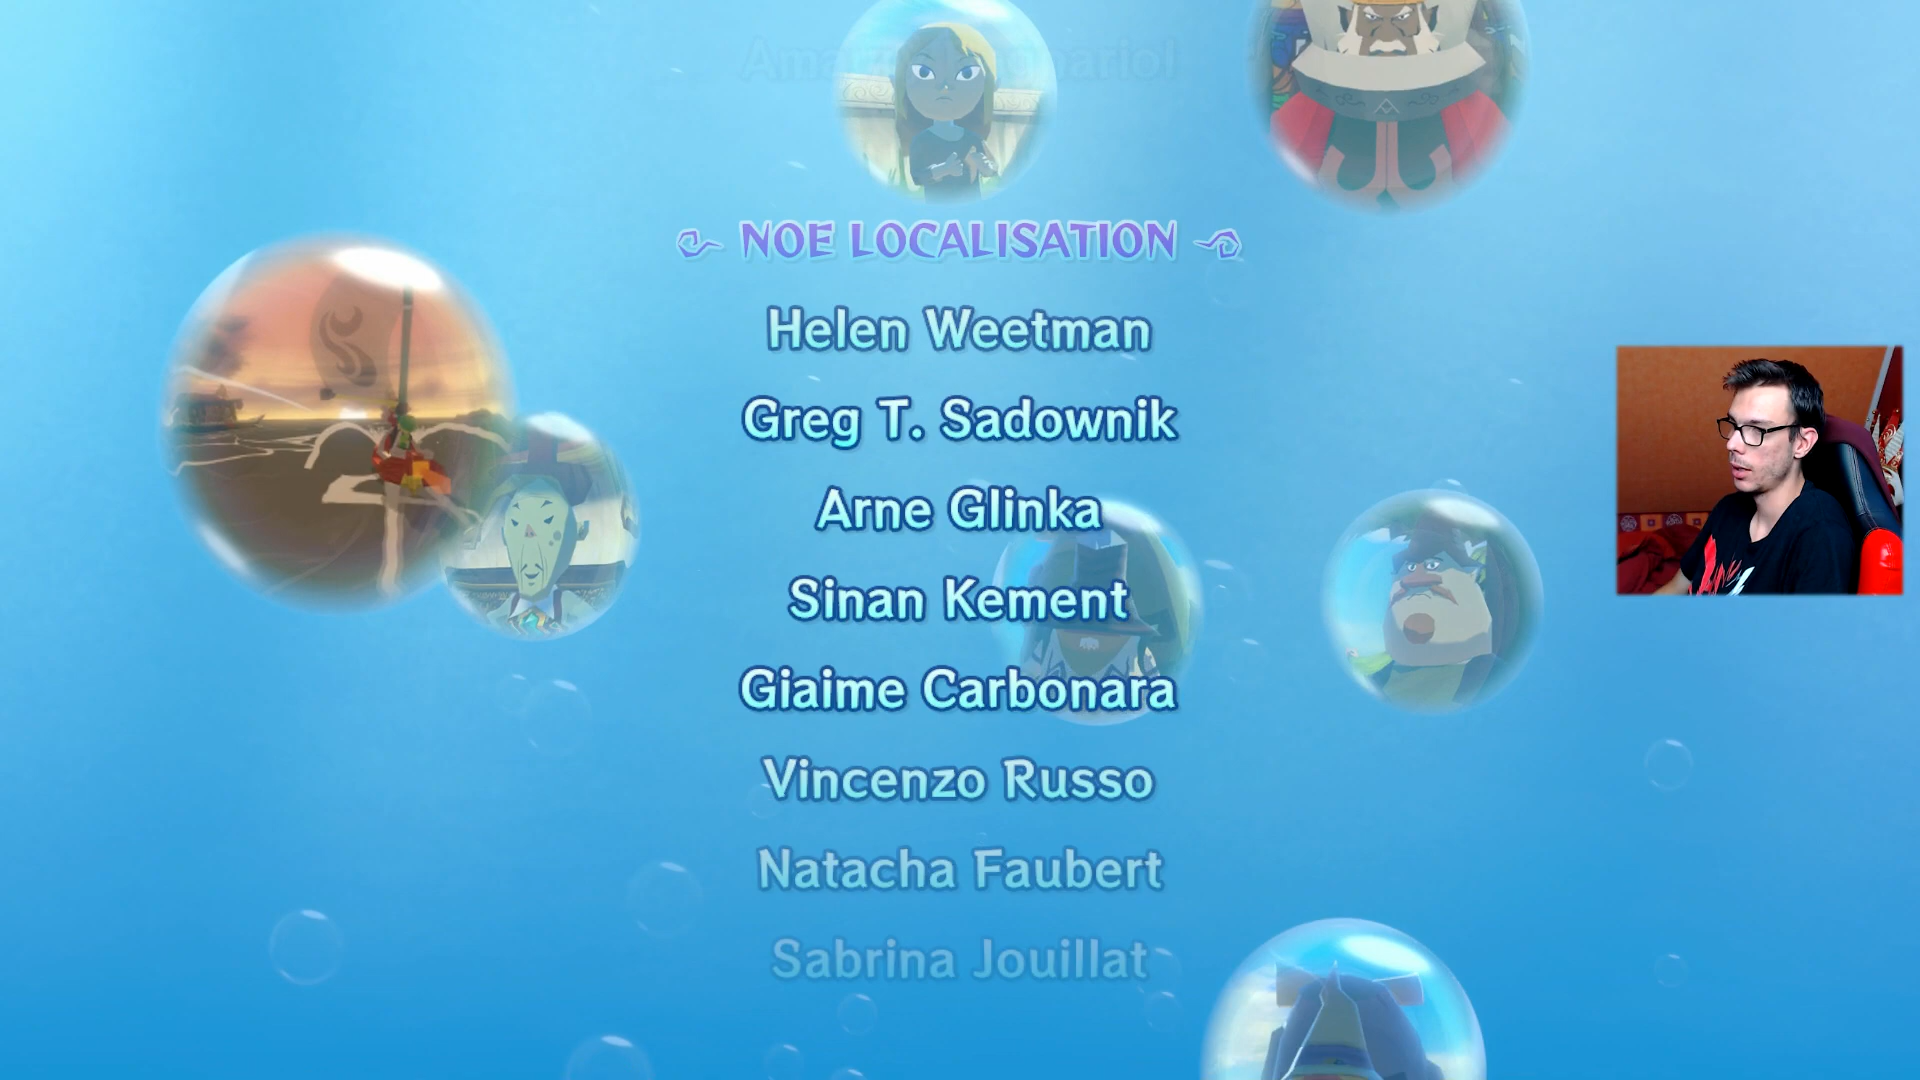 NOE LOCALISATION
Helen Weetman
Greg T. Sadownik
Arne Glinka
Sinan Kement
Giaime Carbonara
Vincenzo Russo
Natacha Faubert
Sabrina Jouillat